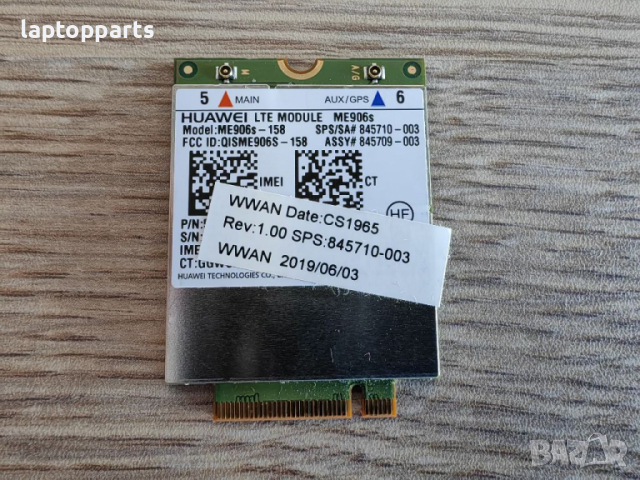 laptopparts
M
A/G
5 MAIN AUX/GPS 6
HUAWEI LTE MODULE ME906s
Model:ME906s-158 SPS/SA# 845710-003
FCC ID:QISME906S-158 ASSY# 845709-003
IMEI CT
HF
WWAN Date:CS1965
Rev:1.00 SPS:845710-003
WWAN 2019/06/03
P/N:
S/N:
HUAWEI TECHNOLOGIES CO.,
BAZAR